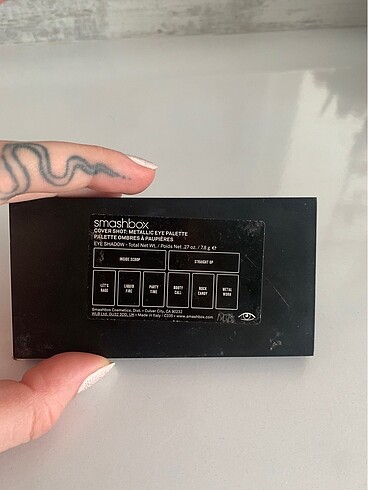 smashbox
COVER SHOT: METALLIC EYE PALETTE
PALETTE OMBRES À PAUPIÈRES
EYE SHADOW • Total Net Wt. / Poids Net .27 oz. / 7.8 g ℮
INSIDE SCOOP STRAIGHT UP
LET'S LIQUID PARTY BOOTY ROCK METAL
RAGE FIRE TIME CALL CANDY WORK
Smashbox Cosmetics, Dist. • Culver City, CA 90232
• Made in Italy • www.smashbox.com